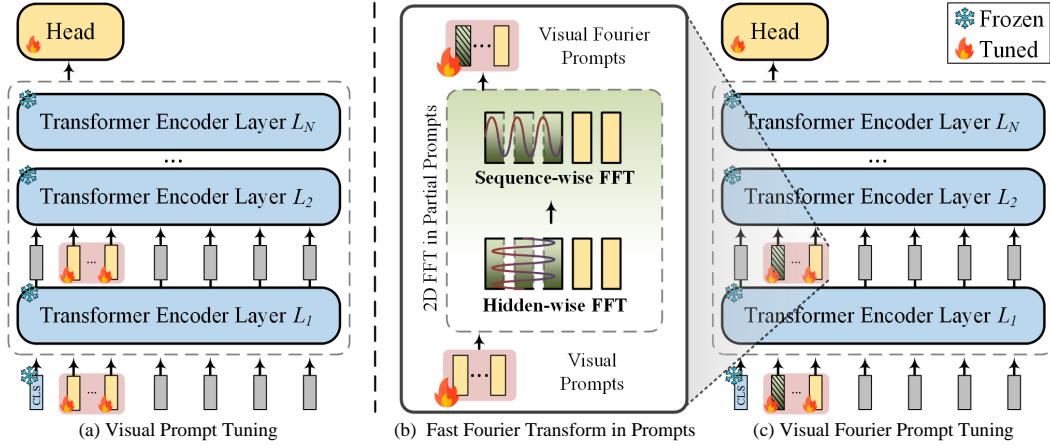 Head
Transformer Encoder Layer L_N
...
Transformer Encoder Layer L_2
...
Transformer Encoder Layer L_1
CLS
...
(a) Visual Prompt Tuning
Visual Fourier
Prompts
...
2D FFT in Partial Prompts
Sequence-wise FFT
Hidden-wise FFT
...
Visual
Prompts
(b) Fast Fourier Transform in Prompts
Head
Frozen
Tuned
Transformer Encoder Layer L_N
...
Transformer Encoder Layer L_2
...
Transformer Encoder Layer L_1
CLS
...
(c) Visual Fourier Prompt Tuning